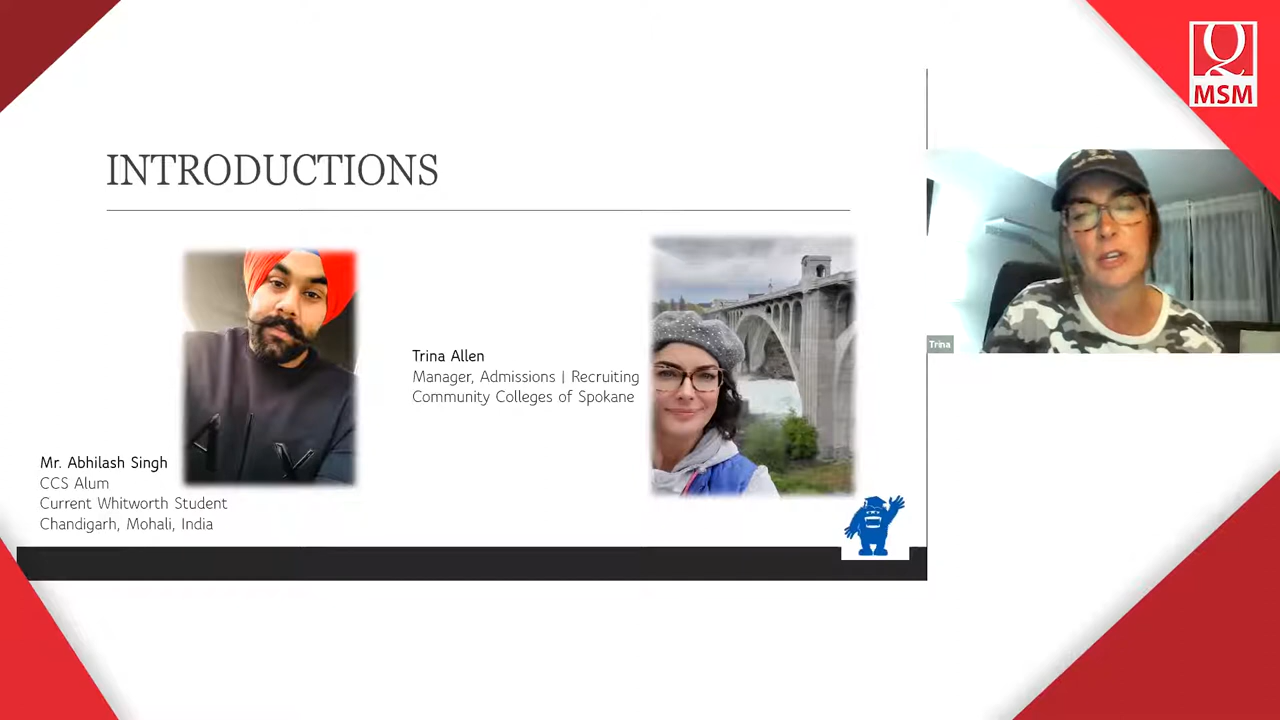 INTRODUCTIONS
Mr. Abhilash Singh
CCS Alum
Current Whitworth Student
Chandigarh, Mohali, India
Trina Allen
Manager, Admissions | Recruiting
Community Colleges of Spokane
Q
MSM
Trina